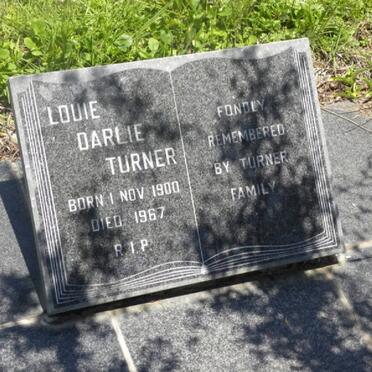 LOUIE
DARLIE
TURNER
BORN 1 NOV 1900
DIED. 1967
R.I.P.
FONDLY
REMEMBERED
BY TURNER
FAMILY